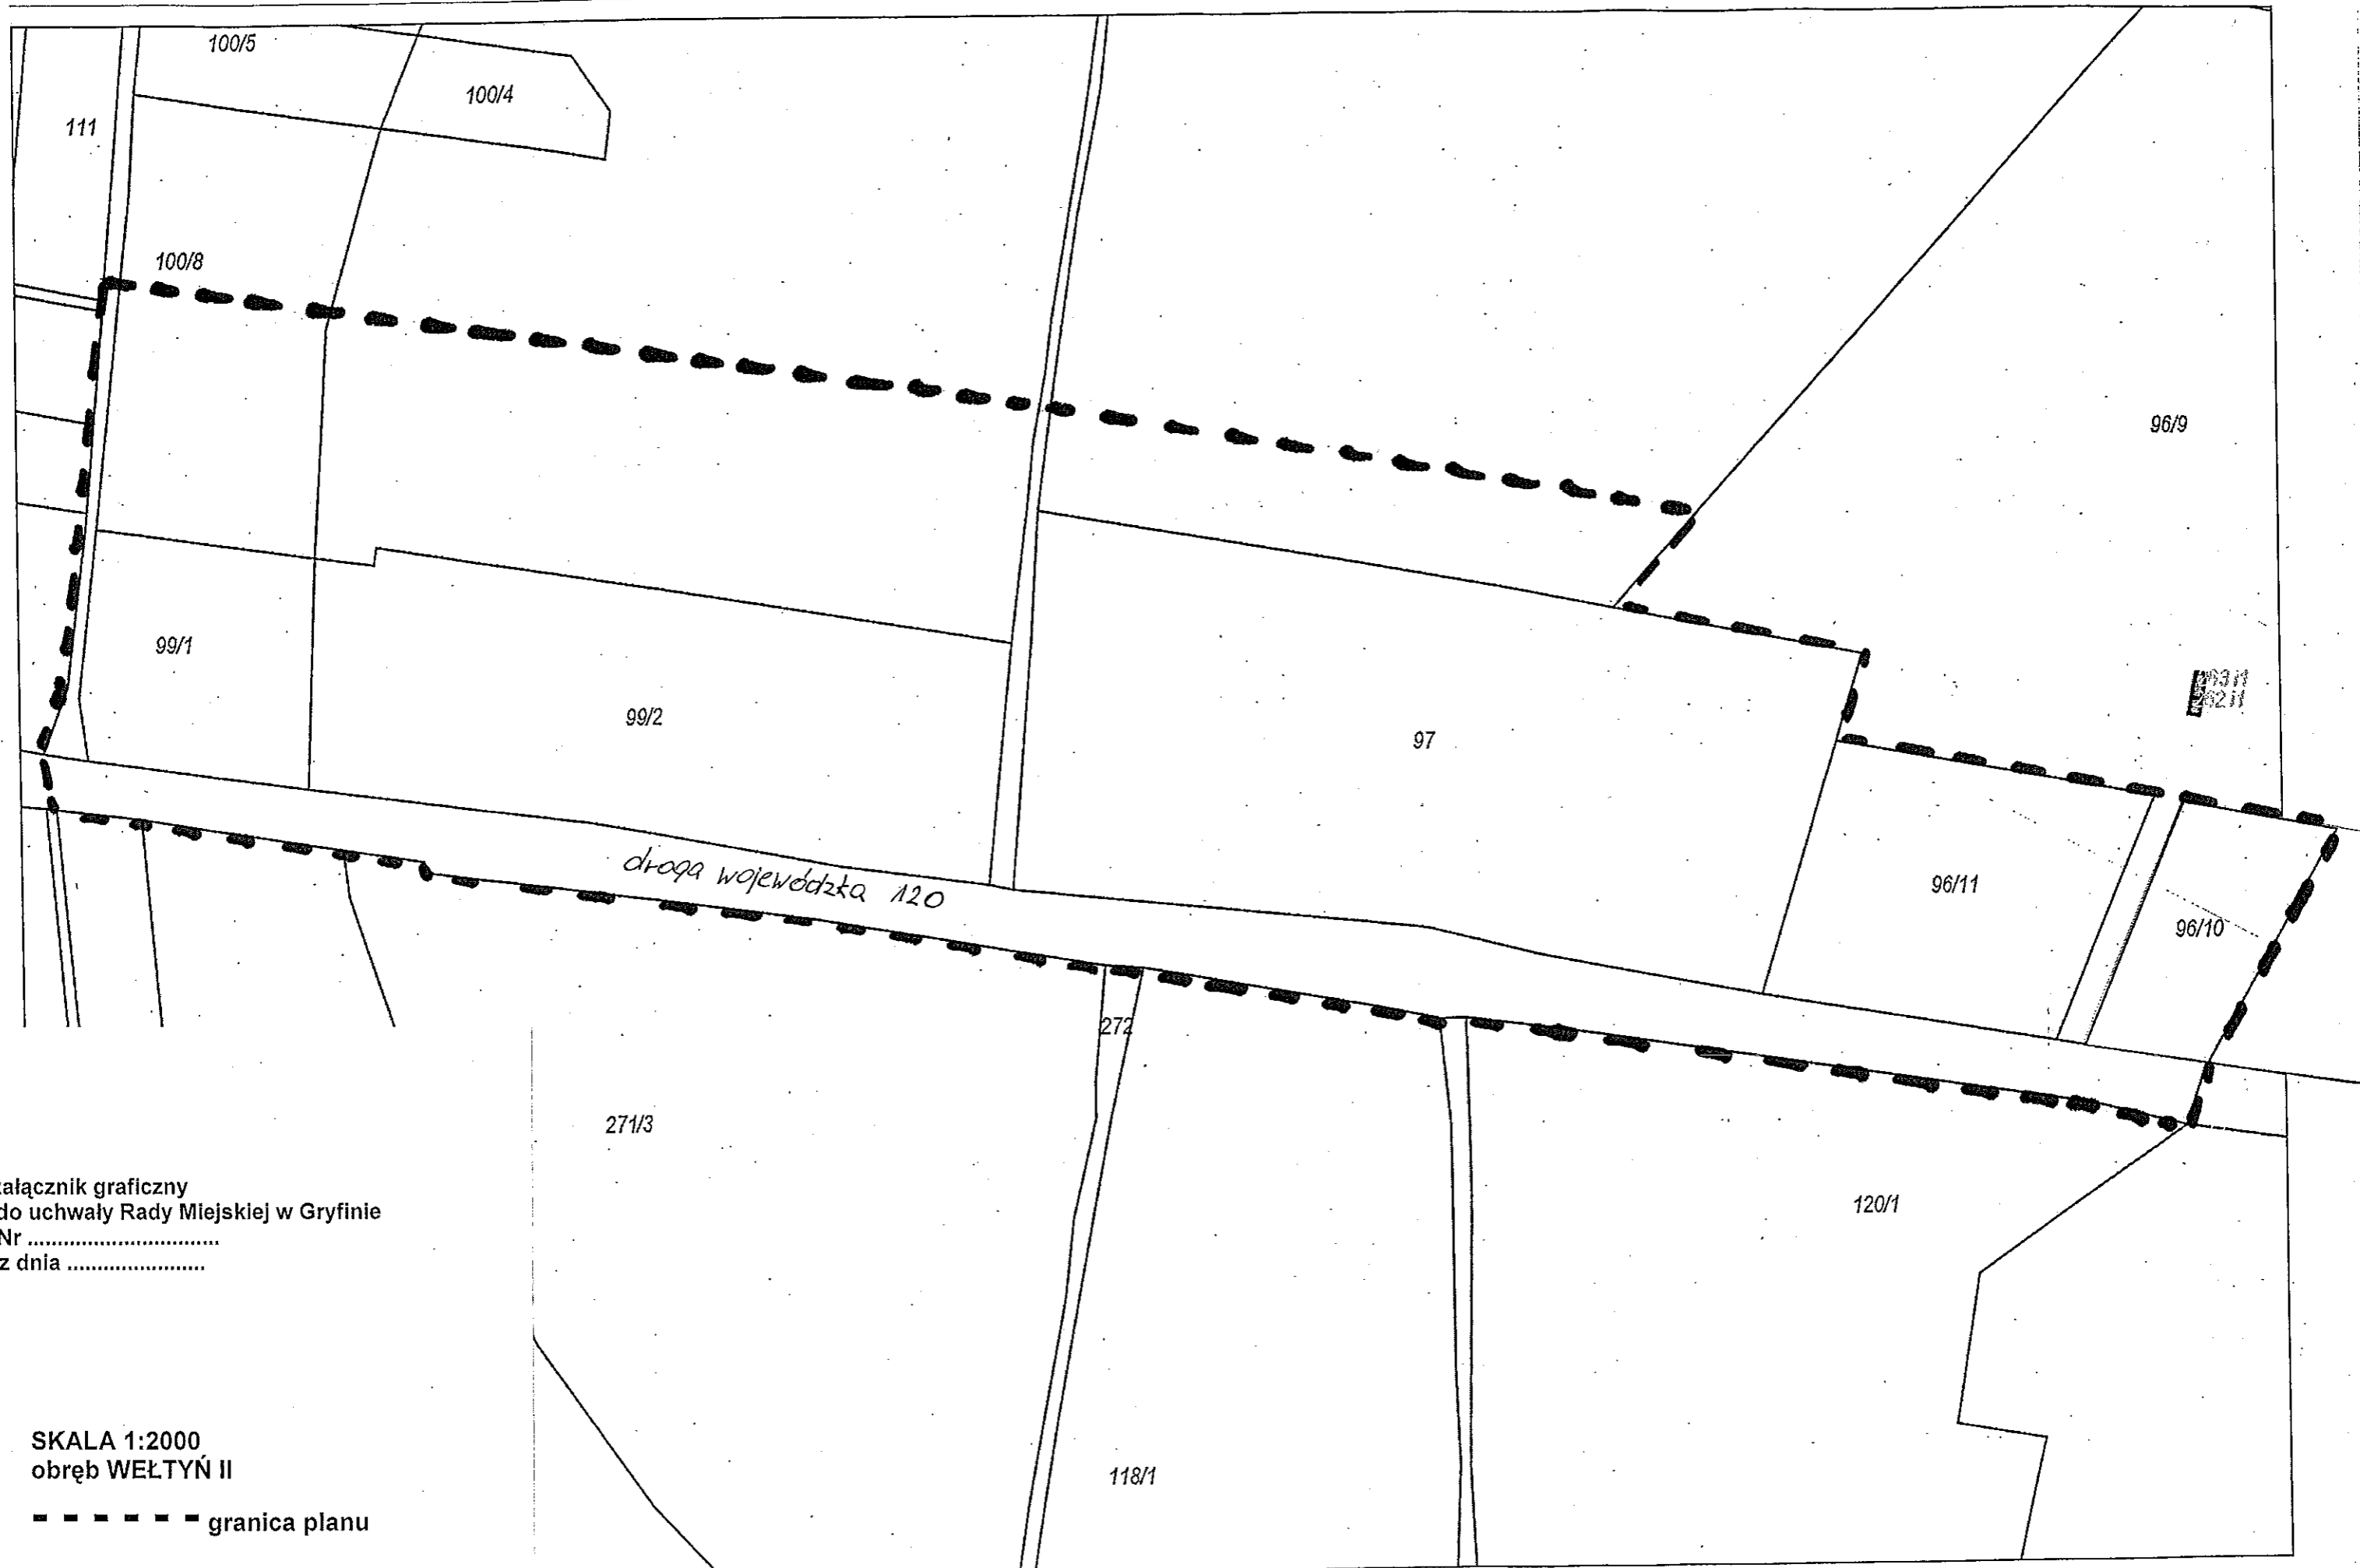 100/5
100/4
111
100/8
96/9
99/1
99/2
97
96/11
96/10
droga wojewódzka 120
272
271/3
120/1
załącznik graficzny
do uchwały Rady Miejskiej w Gryfinie
Nr ................................
z dnia .......................
118/1
SKALA 1:2000
obręb WEŁTYŃ II
granica planu